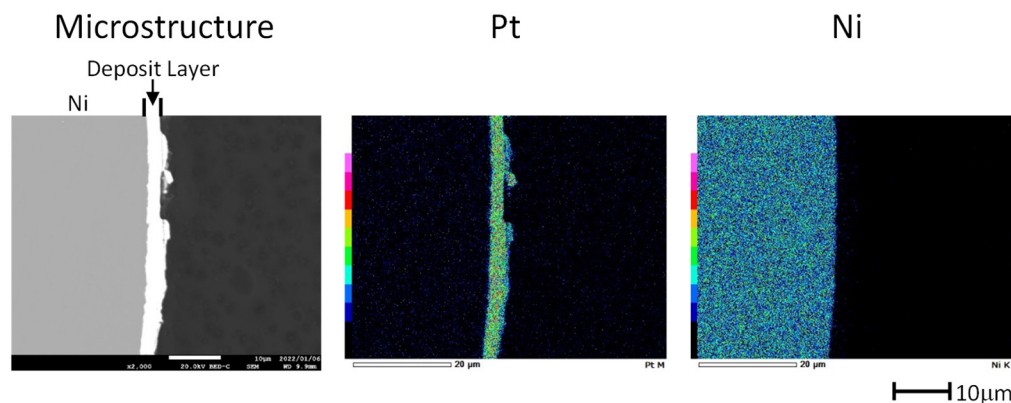 Microstructure
Pt
Ni
Deposit Layer
Ni
10μm 2022/01/06
x2,000 20.0kV BED-C SEM WD 9.9mm
20 μm Pt M
20 μm Ni K
10μm